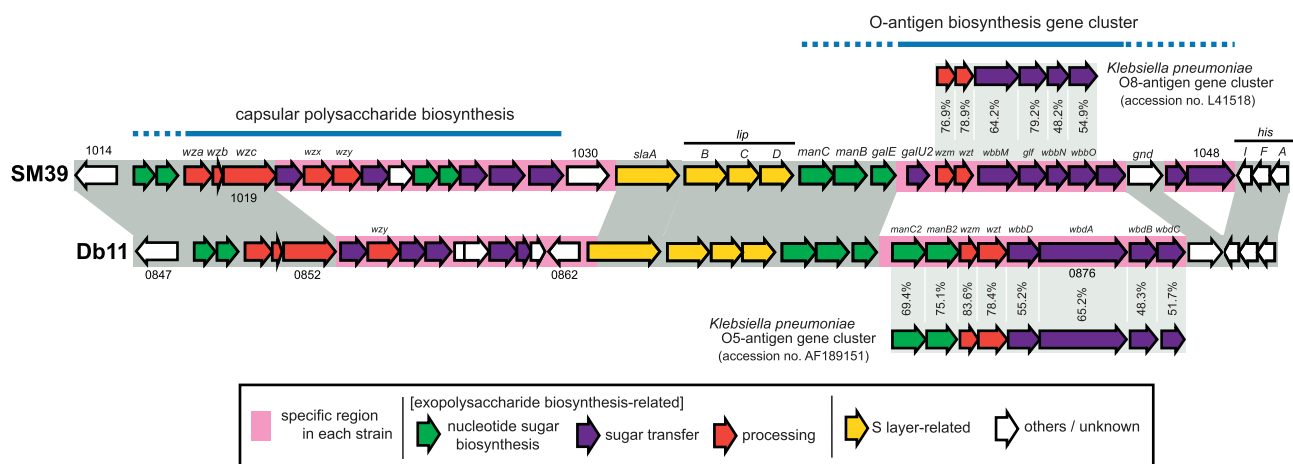 O-antigen biosynthesis gene cluster
Klebsiella pneumoniae
O8-antigen gene cluster
(accession no. L41518)
76.9% 78.9% 64.2% 79.2% 48.2% 54.9%
capsular polysaccharide biosynthesis
1014 wza wzb wzc wzx wzy 1030 slaA lip B C D manC manB galE galU2 wzm wzt wbbM glf wbbN wbbO gnd 1048 his I F A
SM39
1019
wzy manC2 manB2 wzm wzt wbbD wbdA wbdB wbdC
Db11
0847 0852 0862 0876
69.4% 75.1% 83.6% 78.4% 55.2% 65.2% 48.3% 51.7%
Klebsiella pneumoniae
O5-antigen gene cluster
(accession no. AF189151)
specific region
in each strain
[exopolysaccharide biosynthesis-related]
nucleotide sugar
biosynthesis
sugar transfer
processing
S layer-related
others / unknown